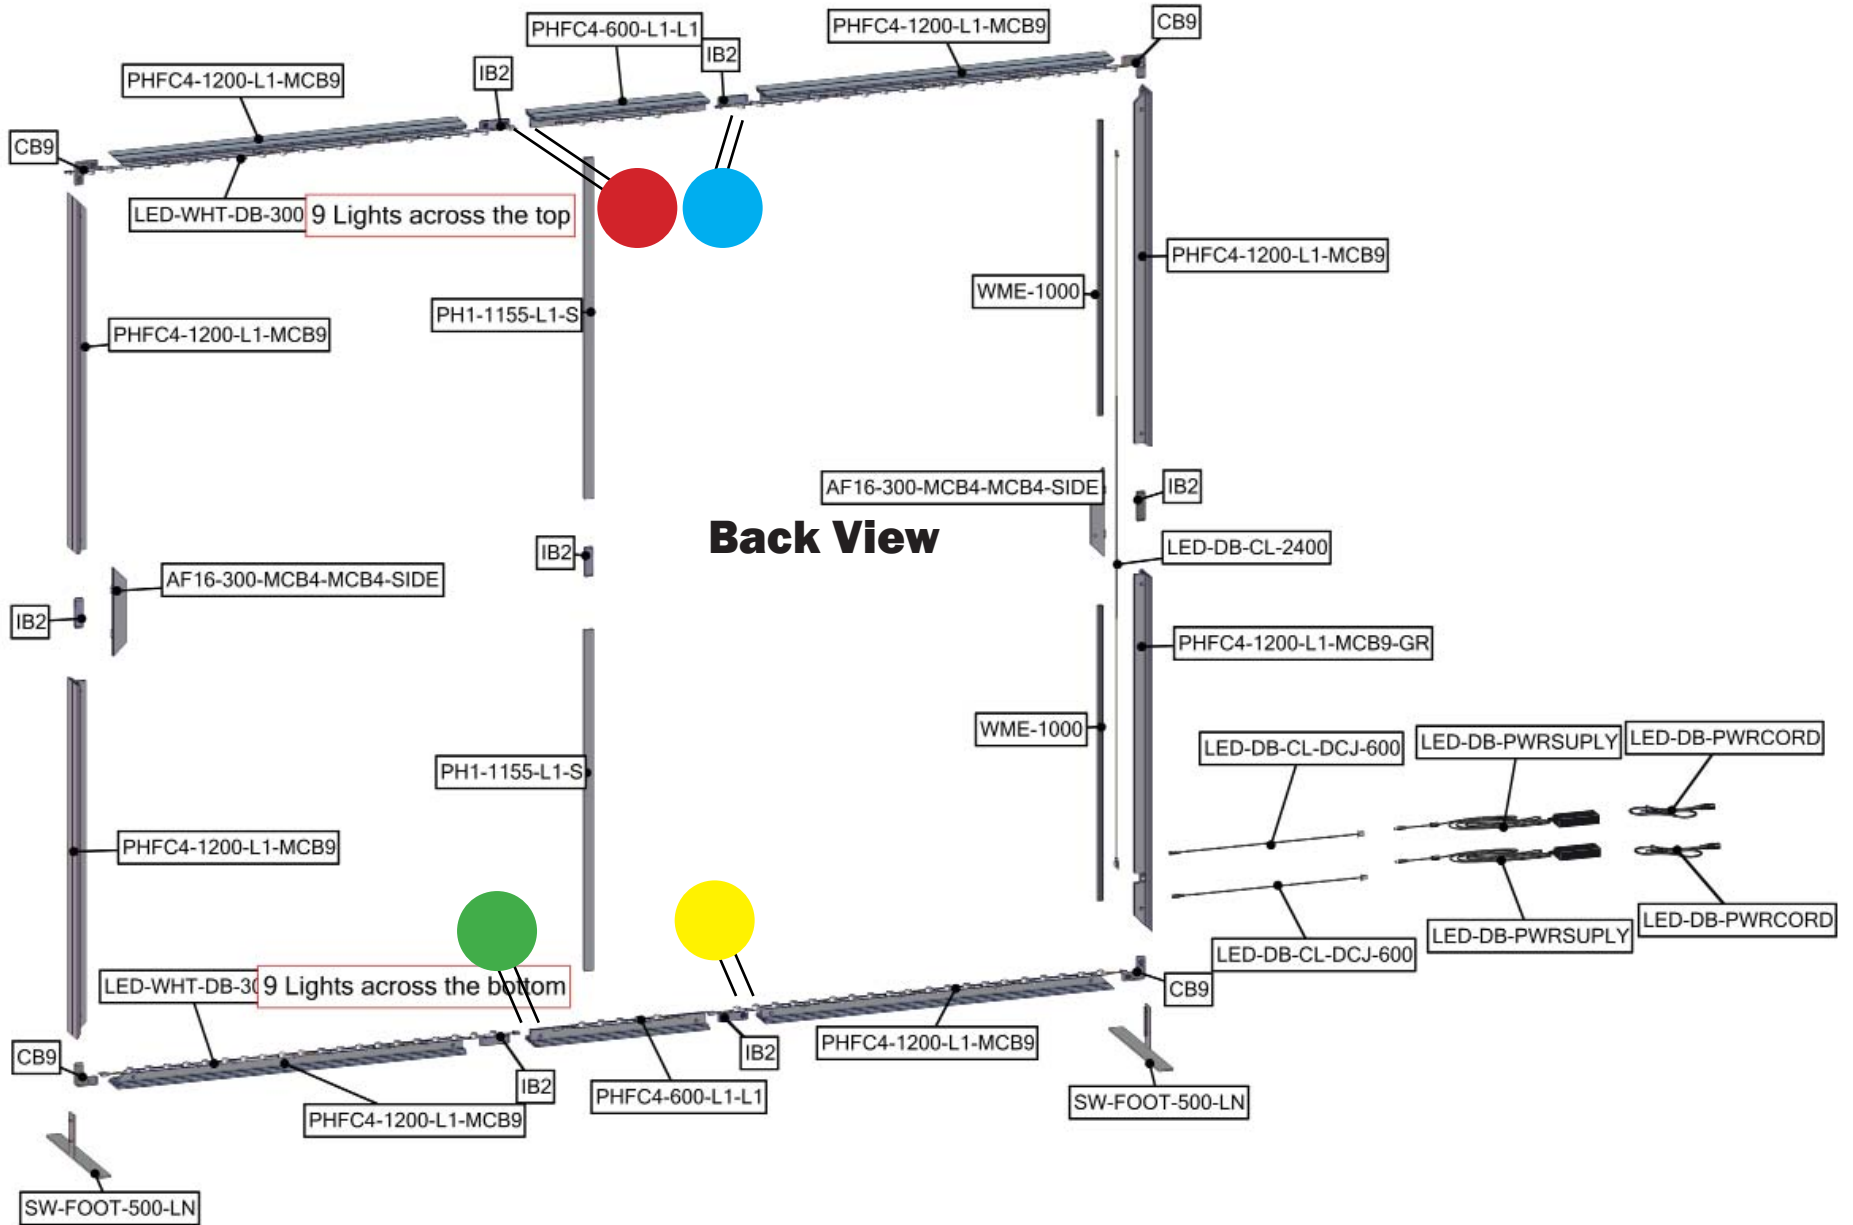 PHFC4-600-L1-L1
PHFC4-1200-L1-MCB9
CB9
IB2
IB2
PHFC4-1200-L1-MCB9
CB9
LED-WHT-DB-300
9 Lights across the top
PHFC4-1200-L1-MCB9
WME-1000
PH1-1155-L1-S
PHFC4-1200-L1-MCB9
AF16-300-MCB4-MCB4-SIDE
IB2
Back View
IB2
LED-DB-CL-2400
AF16-300-MCB4-MCB4-SIDE
IB2
PHFC4-1200-L1-MCB9-GR
WME-1000
LED-DB-CL-DCJ-600
LED-DB-PWRSUPLY
LED-DB-PWRCORD
PH1-1155-L1-S
PHFC4-1200-L1-MCB9
LED-DB-PWRCORD
LED-DB-PWRSUPLY
LED-DB-CL-DCJ-600
LED-WHT-DB-30
9 Lights across the bottom
CB9
PHFC4-1200-L1-MCB9
IB2
CB9
IB2
PHFC4-600-L1-L1
SW-FOOT-500-LN
PHFC4-1200-L1-MCB9
SW-FOOT-500-LN